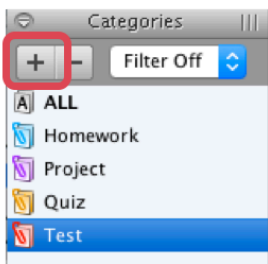 Categories
+ - Filter Off
A ALL
Homework
Project
Quiz
Test